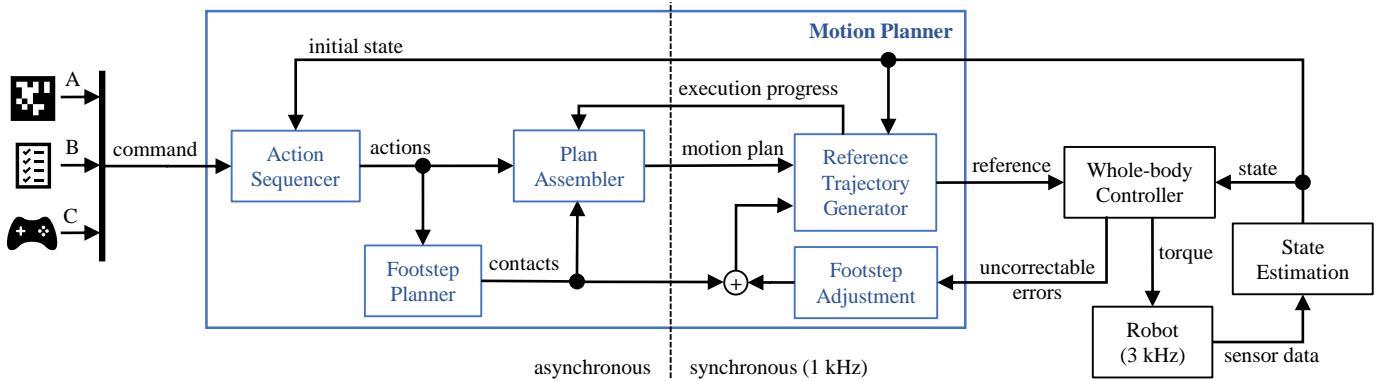 Motion Planner
initial state
A
execution progress
B
command
Action
Sequencer
actions
Plan
Assembler
motion plan
Reference
Trajectory
Generator
reference
Whole-body
Controller
state
C
Footstep
Planner
contacts
+
Footstep
Adjustment
uncorrectable
errors
torque
State
Estimation
Robot
(3 kHz)
sensor data
asynchronous
synchronous (1 kHz)